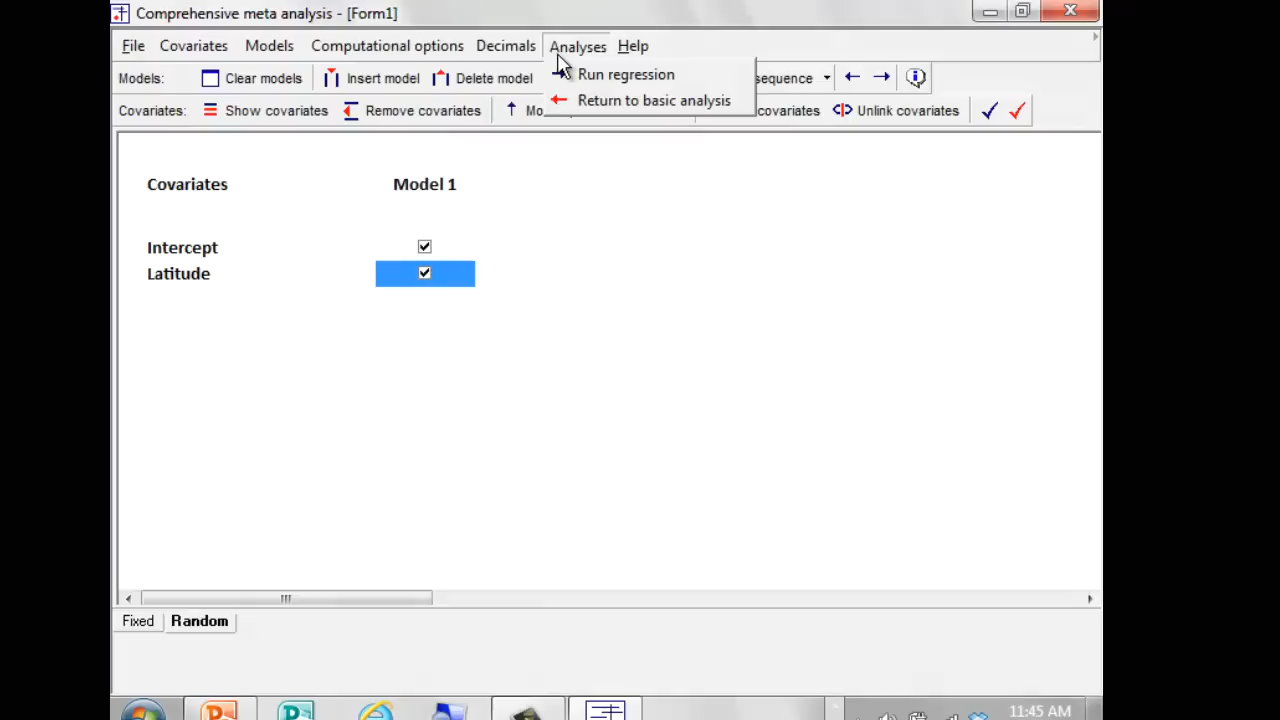 Comprehensive meta analysis - [Form1]
File Covariates Models Computational options Decimals Analyses Help
Models: Clear models Insert model Delete model sequence
Run regression
Return to basic analysis
Covariates: Show covariates Remove covariates Mo covariates Unlink covariates
Covariates Model 1
Intercept
Latitude
Fixed Random
11:45 AM